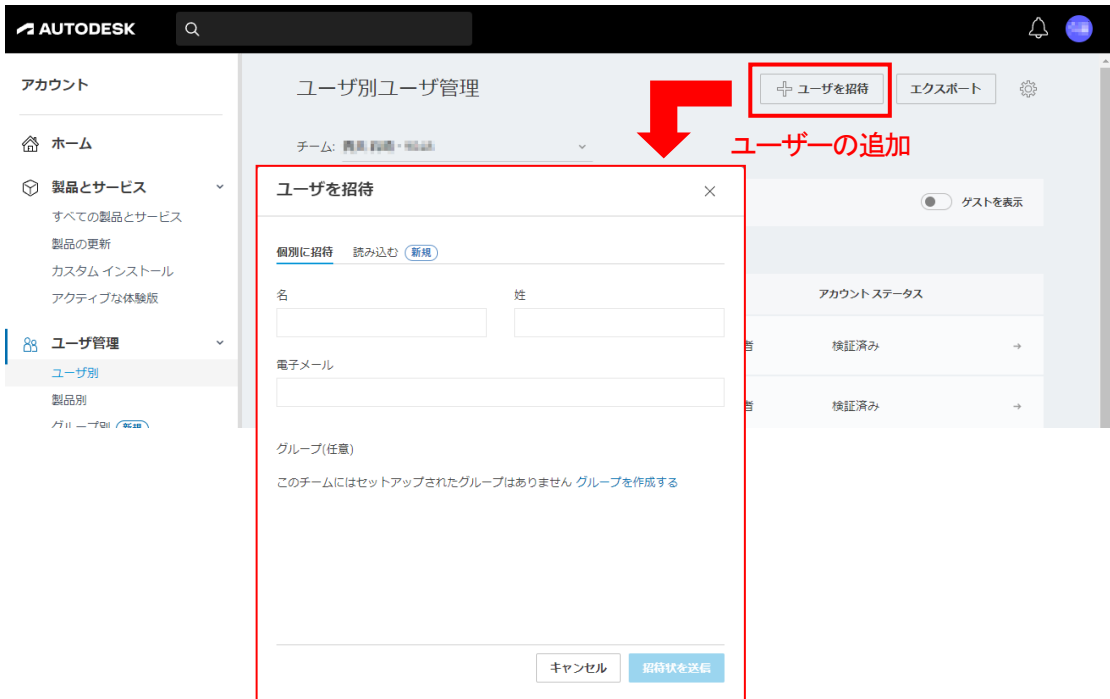 AUTODESK
アカウント
ホーム
製品とサービス
すべての製品とサービス
製品の更新
カスタム インストール
アクティブな体験版
ユーザ管理
ユーザ別
製品別
グループ別 新規
ユーザ別ユーザ管理
ユーザを招待
エクスポート
ユーザーの追加
チーム:
ゲストを表示
アカウント ステータス
者 検証済み
者 検証済み
ユーザを招待
個別に招待 読み込む 新規
名 姓
電子メール
グループ(任意)
このチームにはセットアップされたグループはありません グループを作成する
キャンセル 招待状を送信